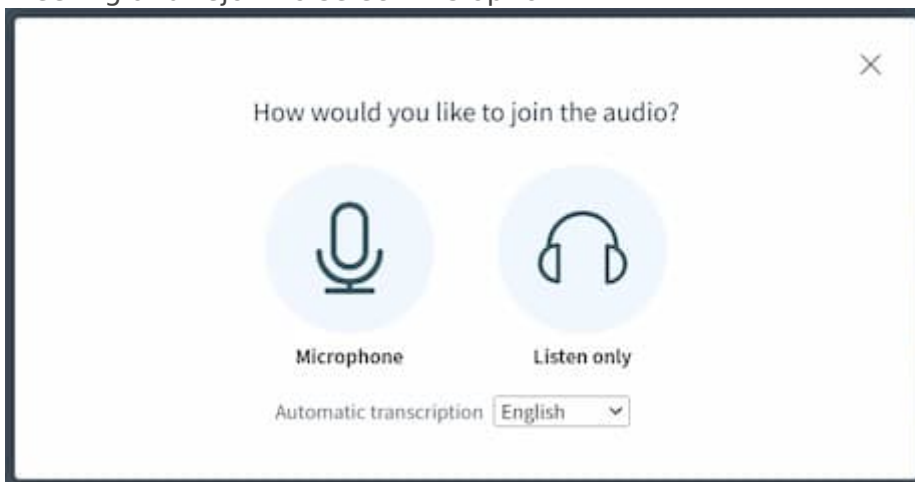 How would you like to join the audio?
Microphone Listen only
Automatic transcription English